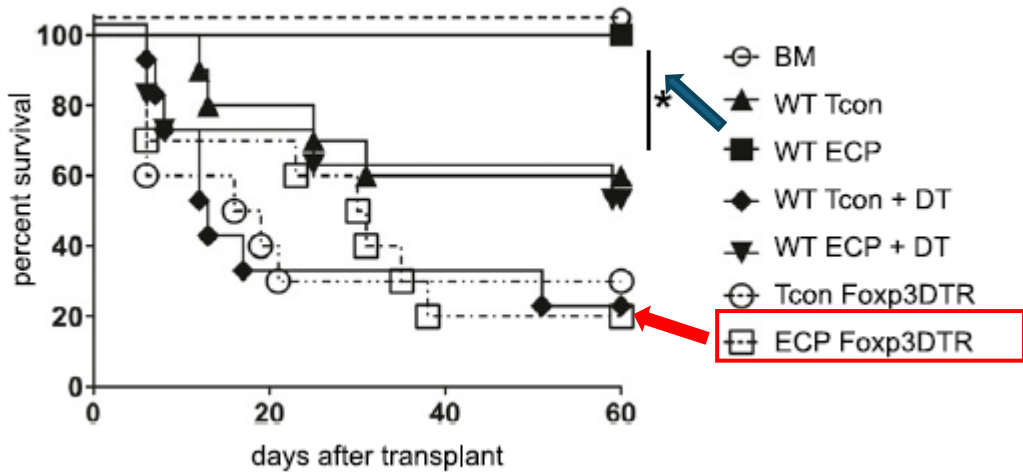 percent survival
100
80
60
40
20
0
0 20 40 60
days after transplant
*
BM
WT Tcon
WT ECP
WT Tcon + DT
WT ECP + DT
Tcon Foxp3DTR
ECP Foxp3DTR